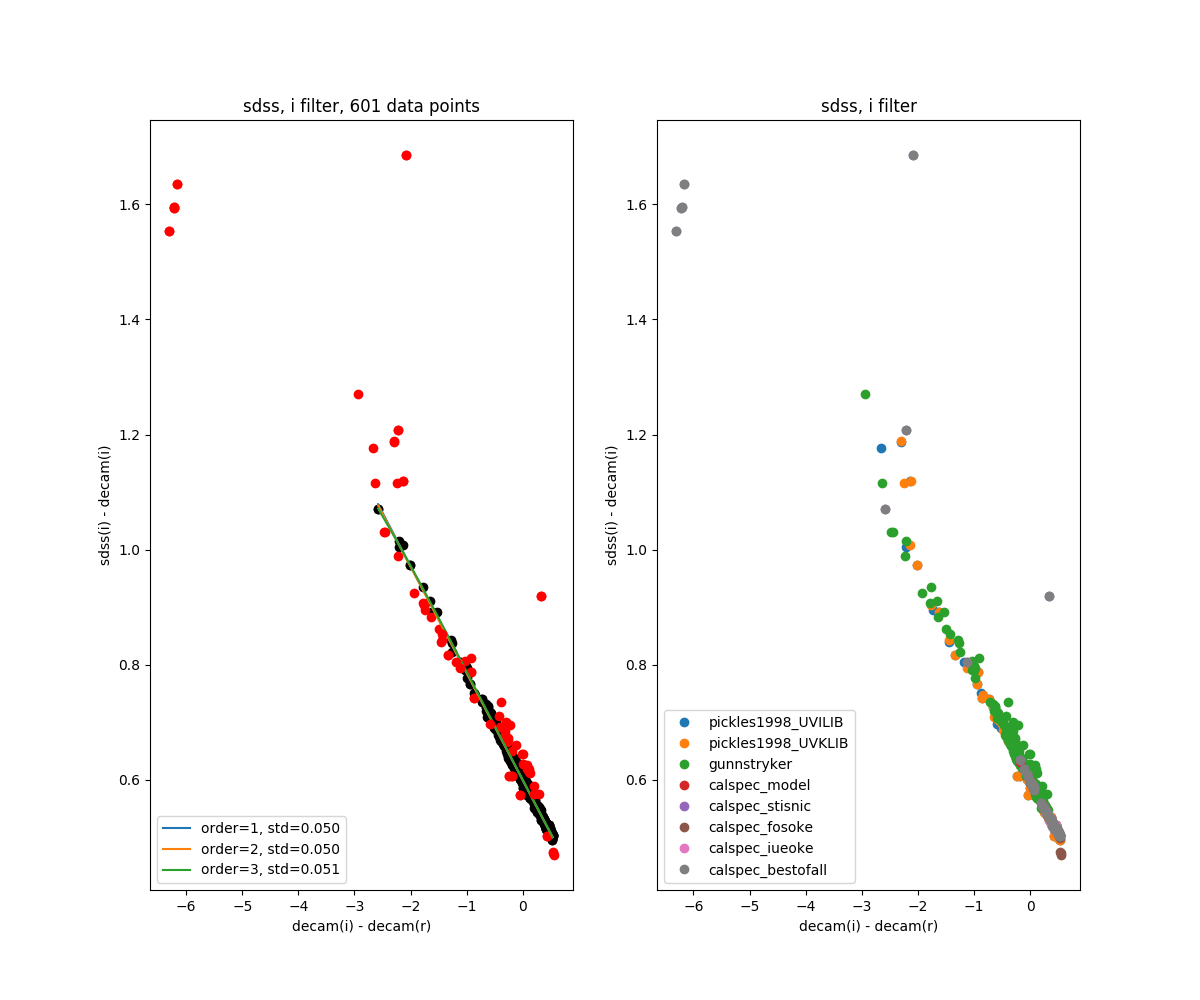 sdss, i filter, 601 data points
sdss(i) - decam(i)
1.6
1.4
1.2
1.0
0.8
0.6
order=1, std=0.050
order=2, std=0.050
order=3, std=0.051
−6
−5
−4
−3
−2
−1
0
decam(i) - decam(r)
sdss, i filter
sdss(i) - decam(i)
1.6
1.4
1.2
1.0
0.8
0.6
pickles1998_UVILIB
pickles1998_UVKLIB
gunnstryker
calspec_model
calspec_stisnic
calspec_fosoke
calspec_iueoke
calspec_bestofall
−6
−5
−4
−3
−2
−1
0
decam(i) - decam(r)